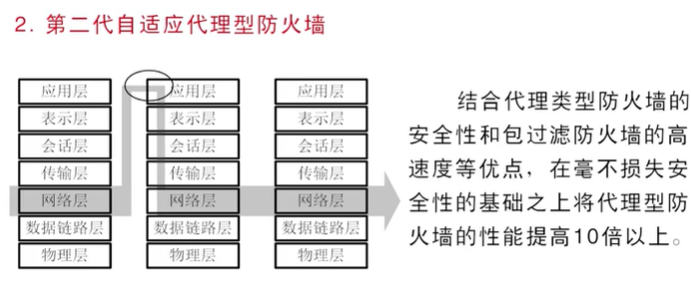 2. 第二代自适应代理型防火墙
应用层 应用层 应用层
表示层 表示层 表示层
会话层 会话层 会话层
传输层 传输层 传输层
网络层 网络层 网络层
数据链路层 数据链路层 数据链路层
物理层 物理层 物理层
结合代理类型防火墙的
安全性和包过滤防火墙的高
速度等优点，在毫不损失安
全性的基础之上将代理型防
火墙的性能提高10倍以上。